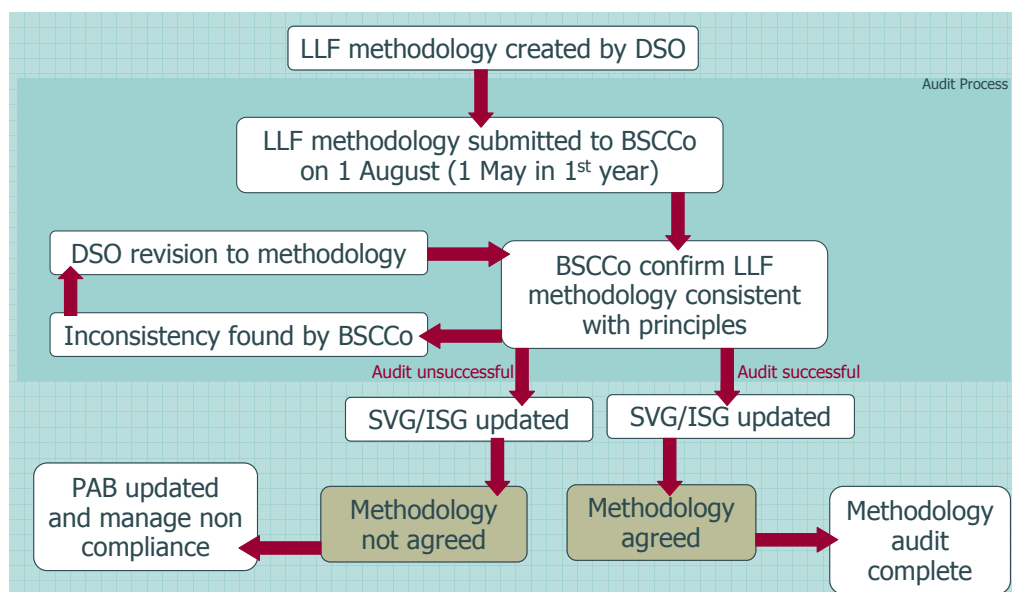 LLF methodology created by DSO
Audit Process
LLF methodology submitted to BSCCo
on 1 August (1 May in 1st year)
DSO revision to methodology
BSCCo confirm LLF
methodology consistent
with principles
Inconsistency found by BSCCo
Audit unsuccessful
Audit successful
SVG/ISG updated
SVG/ISG updated
PAB updated
and manage non
compliance
Methodology
not agreed
Methodology
agreed
Methodology
audit
complete